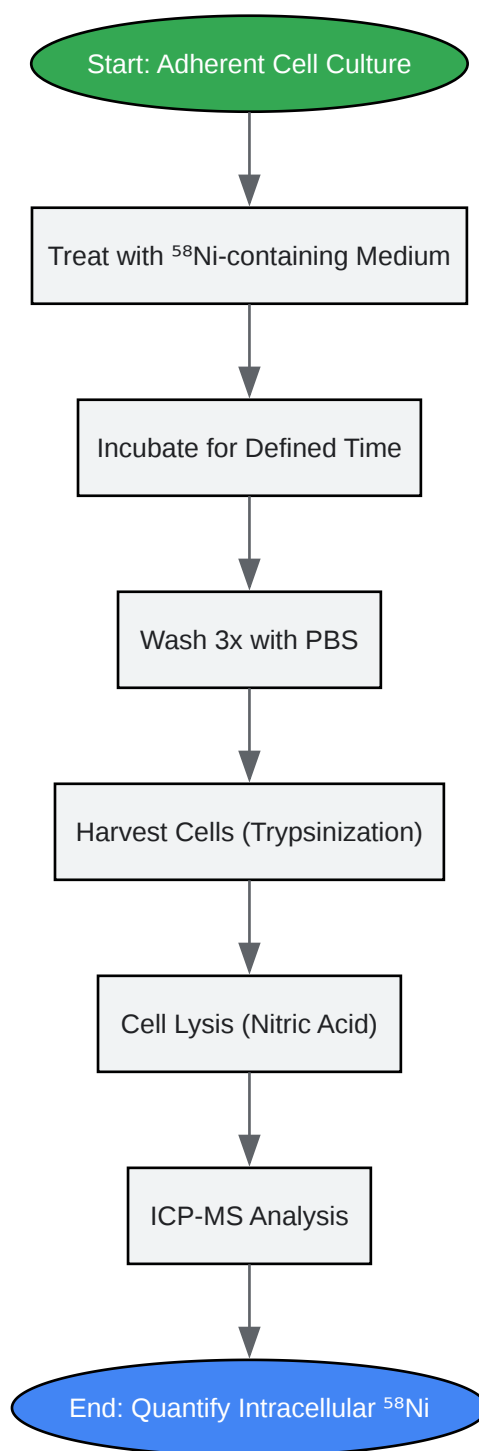 Start: Adherent Cell Culture
Treat with ⁵⁸Ni-containing Medium
Incubate for Defined Time
Wash 3x with PBS
Harvest Cells (Trypsinization)
Cell Lysis (Nitric Acid)
ICP-MS Analysis
End: Quantify Intracellular ⁵⁸Ni